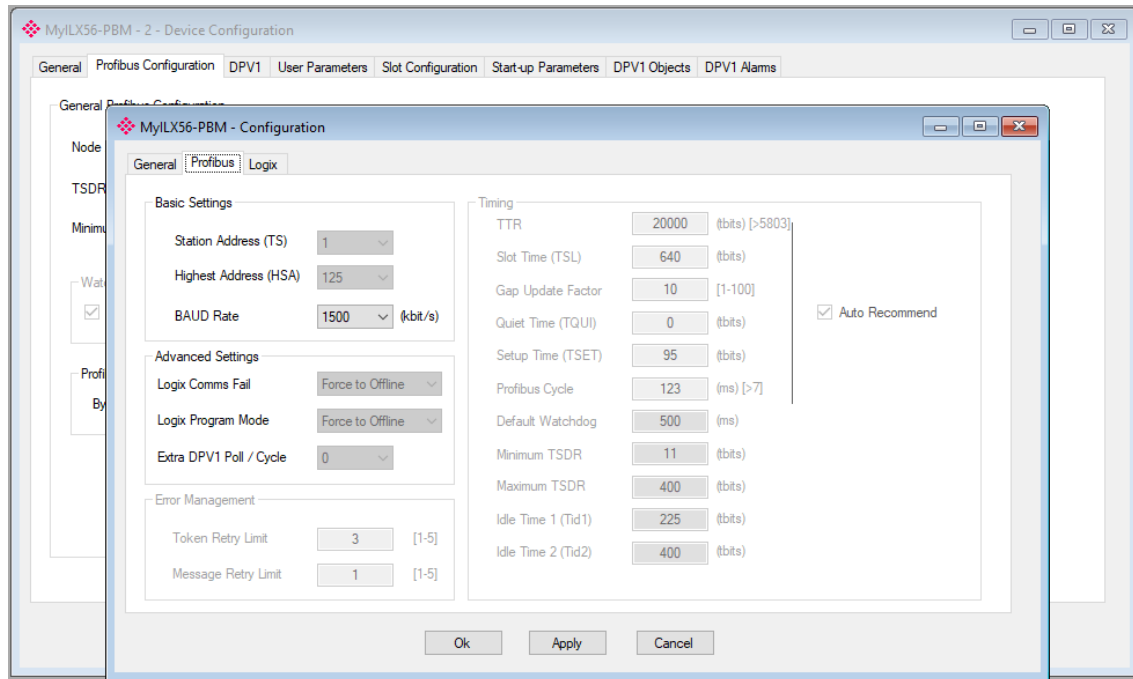 MyILX56-PBM - 2 - Device Configuration
General Profibus Configuration DPV1 User Parameters Slot Configuration Start-up Parameters DPV1 Objects DPV1 Alarms
General
Node
TSDR
MyILX56-PBM - Configuration
General Profibus Logix
Basic Settings
Station Address (TS) 1
Highest Address (HSA) 125
BAUD Rate 1500 (kbit/s)
Advanced Settings
Logix Comms Fail Force to Offline
Logix Program Mode Force to Offline
Extra DPV1 Poll / Cycle 0
Error Management
Token Retry Limit 3 [1-5]
Message Retry Limit 1 [1-5]
Timing
TTR 20000 (tbits) [>5803]
Slot Time (TSL) 640 (tbits)
Gap Update Factor 10 [1-100]
Quiet Time (TQUI) 0 (tbits)
Setup Time (TSET) 95 (tbits)
Profibus Cycle 123 (ms) [>7]
Default Watchdog 500 (ms)
Minimum TSDR 11 (tbits)
Maximum TSDR 400 (tbits)
Idle Time 1 (Tid1) 225 (tbits)
Idle Time 2 (Tid2) 400 (tbits)
Auto Recommend
Ok Apply Cancel